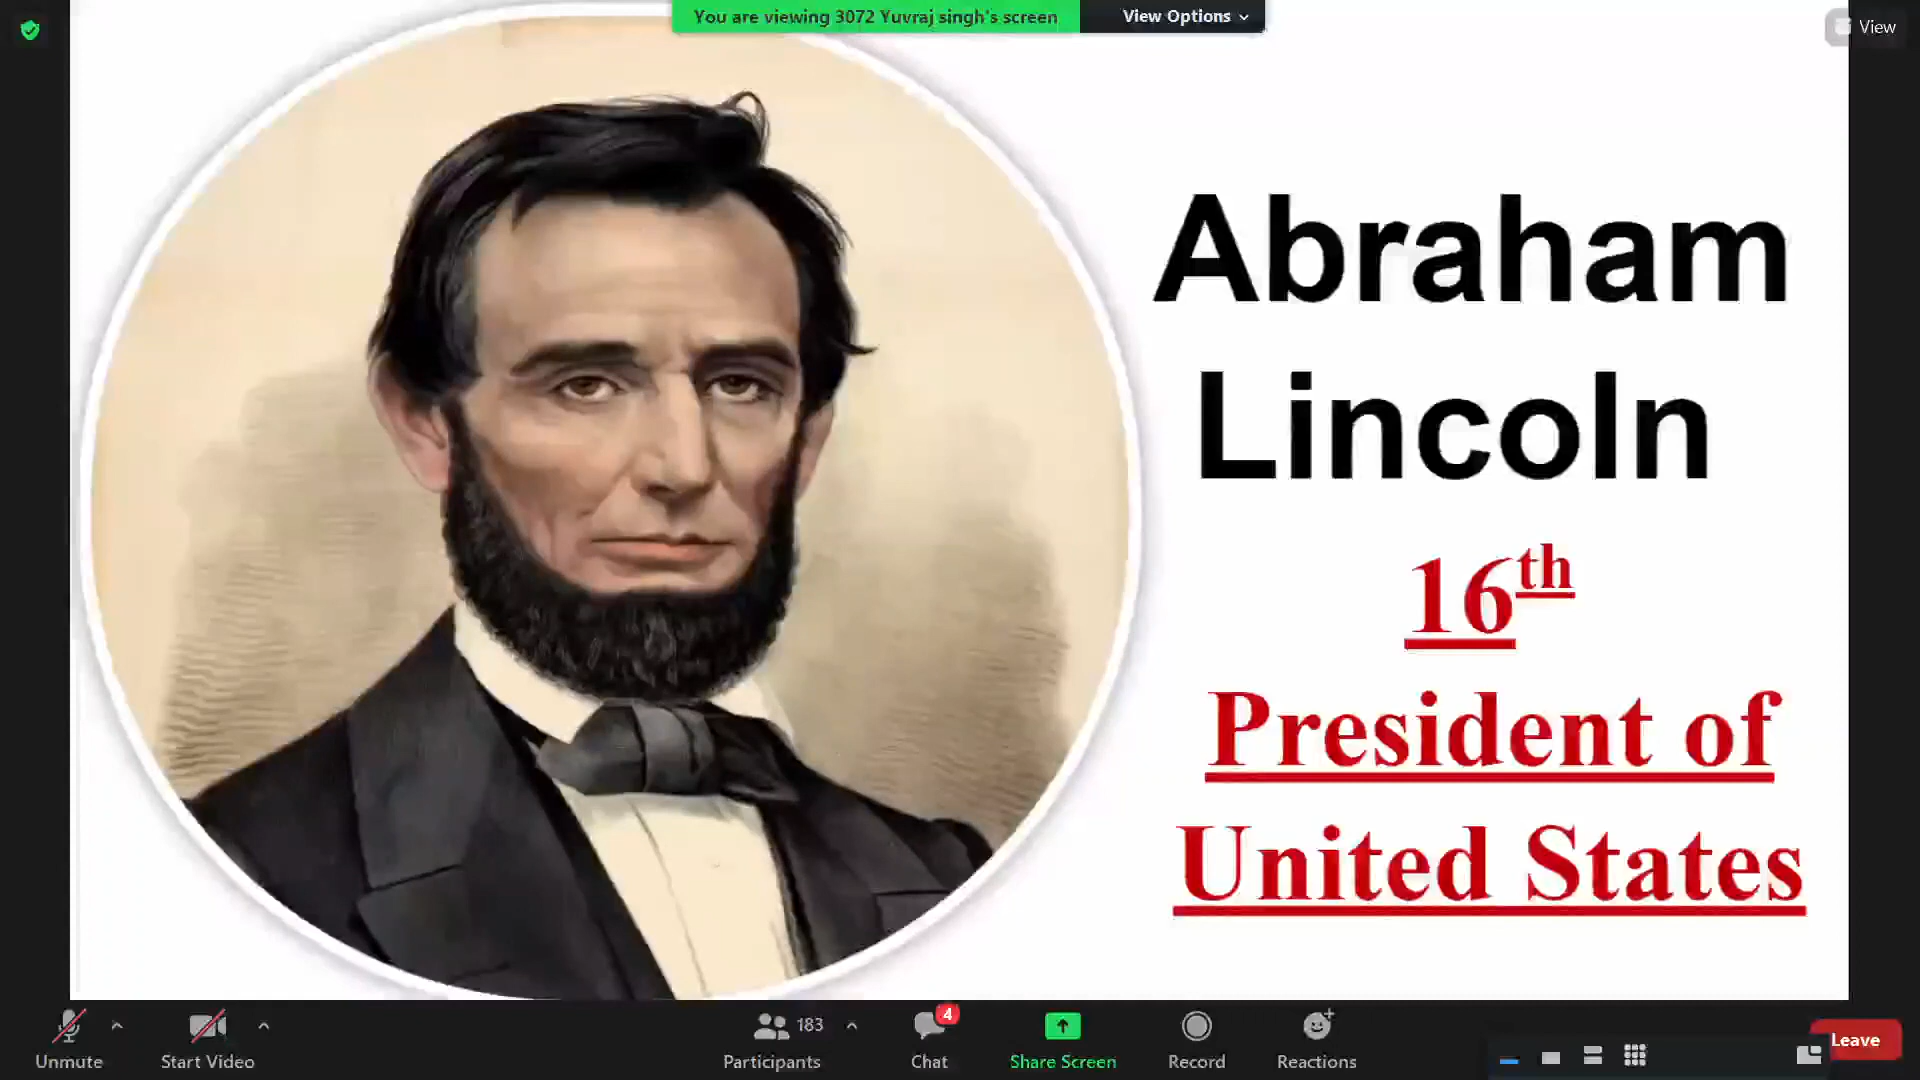 You are viewing 3072 Yuvraj singh's screen
View Options
View
Abraham
Lincoln
16th
President of
United States
Unmute
Start Video
183
Participants
4
Chat
Share Screen
Record
Reactions
Leave